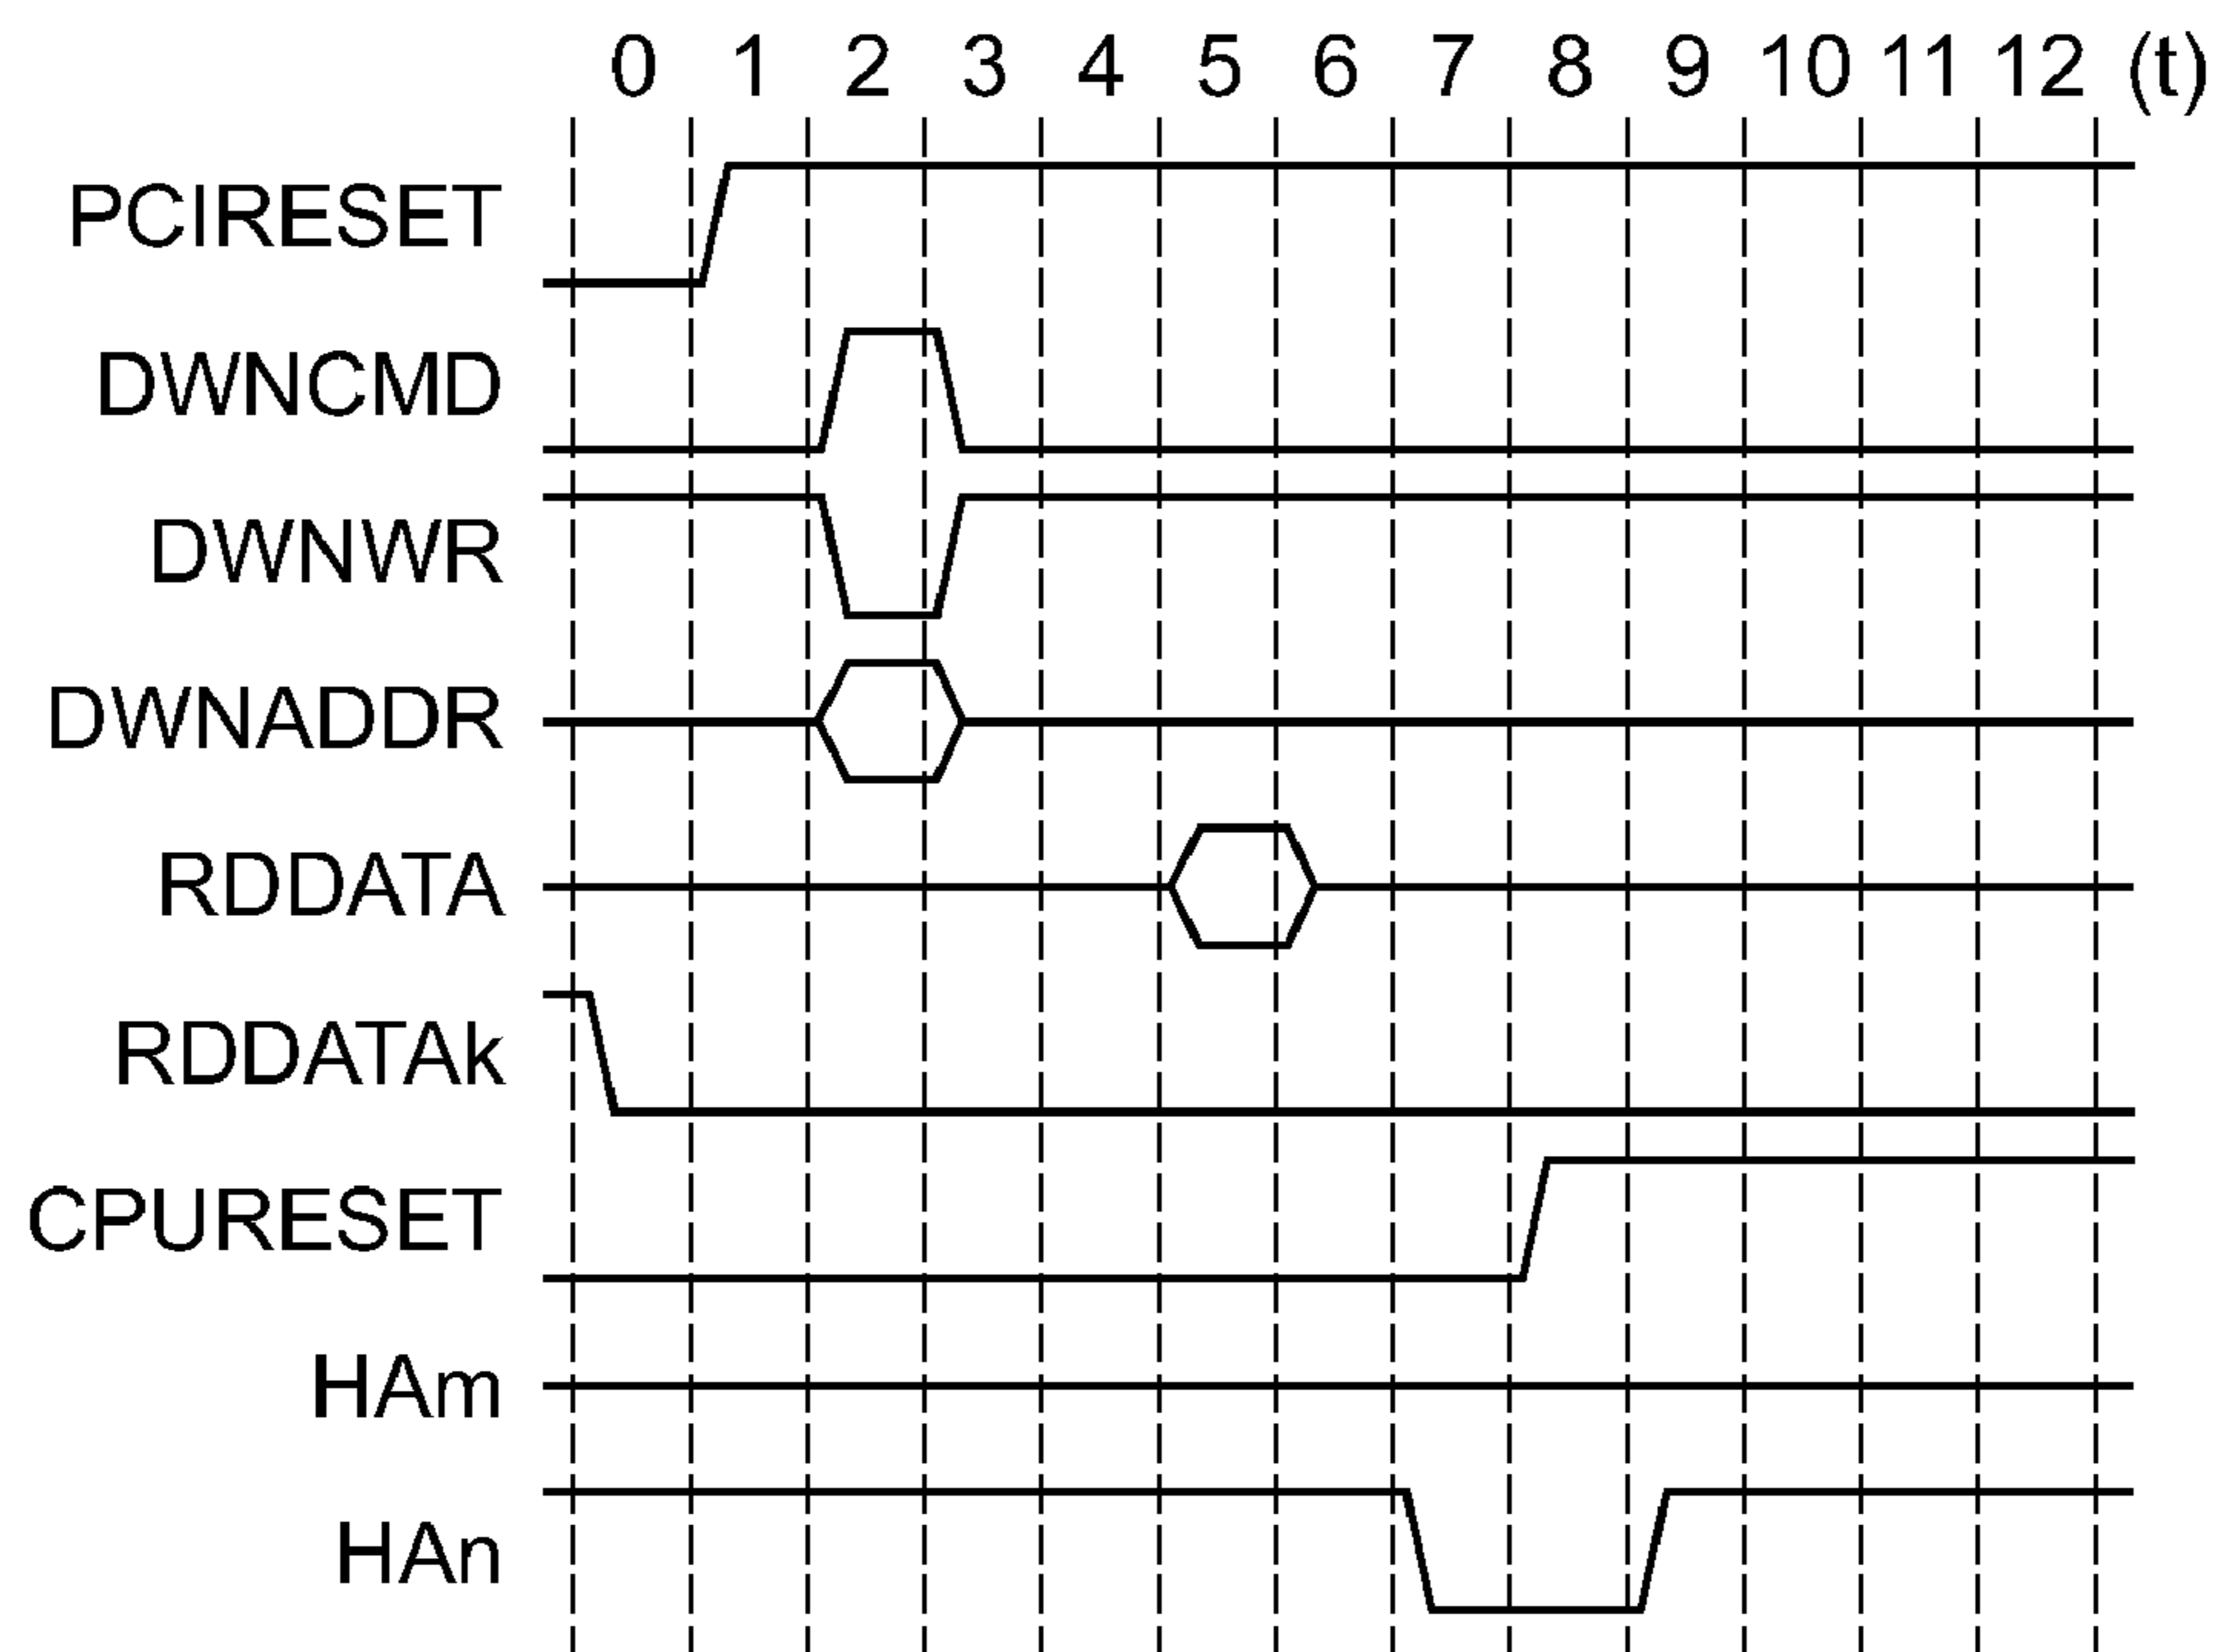 0 1 2 3 4 5 6 7 8 9 10 11 12 (t)
PCIRESET
DWNCMD
DWNWR
DWNADDR
RDDATA
RDDATAk
CPURESET
HAm
HAn